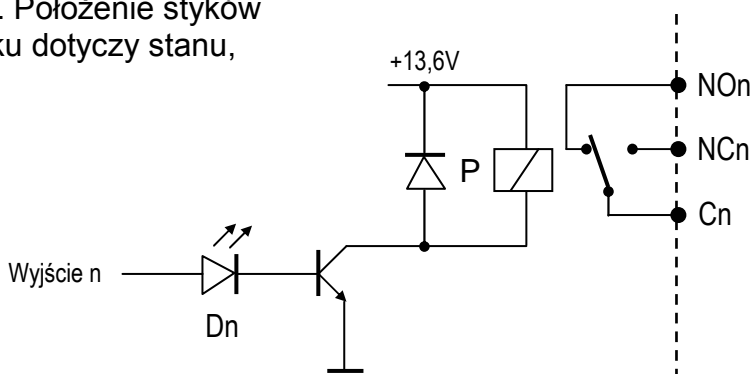 . Położenie styków
ku dotyczy stanu,
+13,6V
NOn
NCn
P
Cn
Wyjście n
Dn